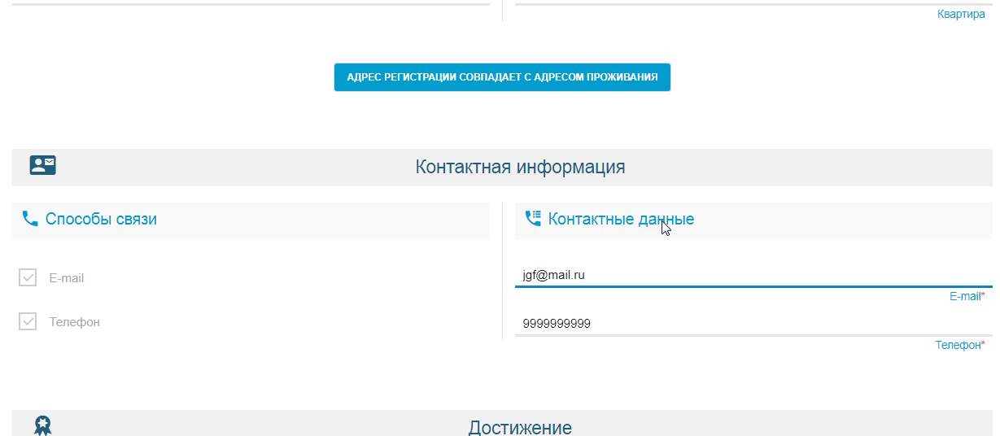 Квартира
АДРЕС РЕГИСТРАЦИИ СОВПАДАЕТ С АДРЕСОМ ПРОЖИВАНИЯ
Контактная информация
Способы связи
Контактные данные
E-mail
Телефон
jgf@mail.ru
E-mail*
9999999999
Телефон*
Достижение